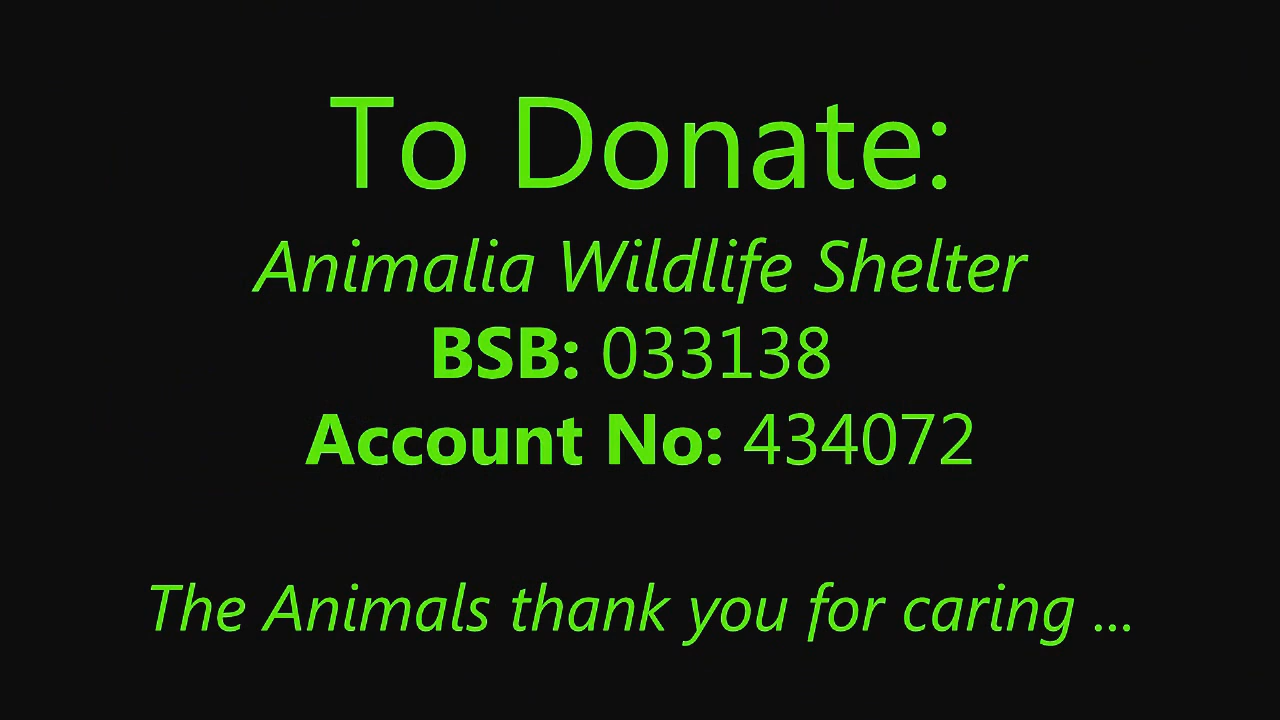 To Donate:
Animalia Wildlife Shelter
BSB: 033138
Account No: 434072
The Animals thank you for caring ...